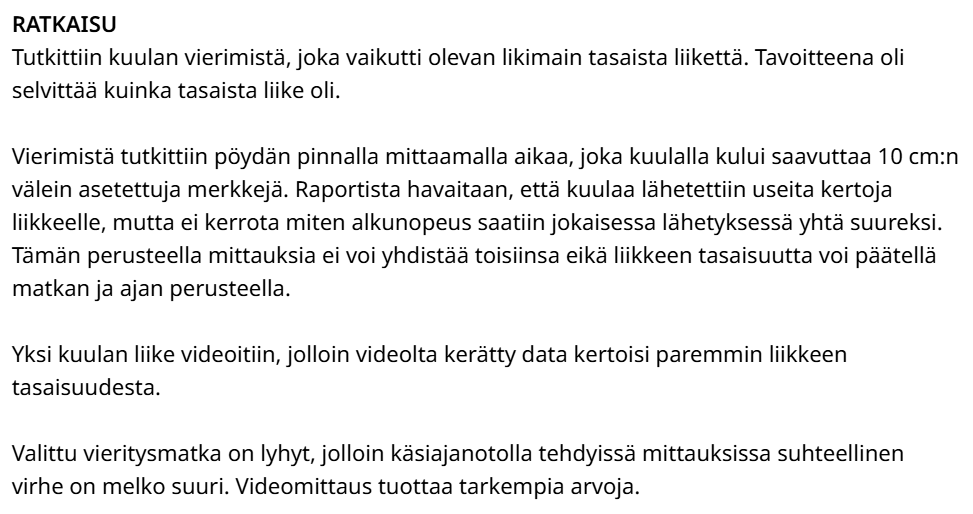 RATKAISU
Tutkittiin kuulan vierimistä, joka vaikutti olevan likimain tasaista liikettä. Tavoitteena oli
selvittää kuinka tasaista liike oli.
Vierimistä tutkittiin pöydän pinnalla mittaamalla aikaa, joka kuulalla kului saavuttaa 10 cm:n
välein asetettuja merkkejä. Raportista havaitaan, että kuulaa lähetettiin useita kertoja
liikkeelle, mutta ei kerrota miten alkunopeus saatiin jokaisessa lähetyksessä yhtä suureksi.
Tämän perusteella mittauksia ei voi yhdistää toisiinsa eikä liikkeen tasaisuutta voi päätellä
matkan ja ajan perusteella.
Yksi kuulan liike videoitiin, jolloin videolta kerätty data kertoisi paremmin liikkeen
tasaisuudesta.
Valittu vieritysmatka on lyhyt, jolloin käsiajanotolla tehdyissä mittauksissa suhteellinen
virhe on melko suuri. Videomittaus tuottaa tarkempia arvoja.